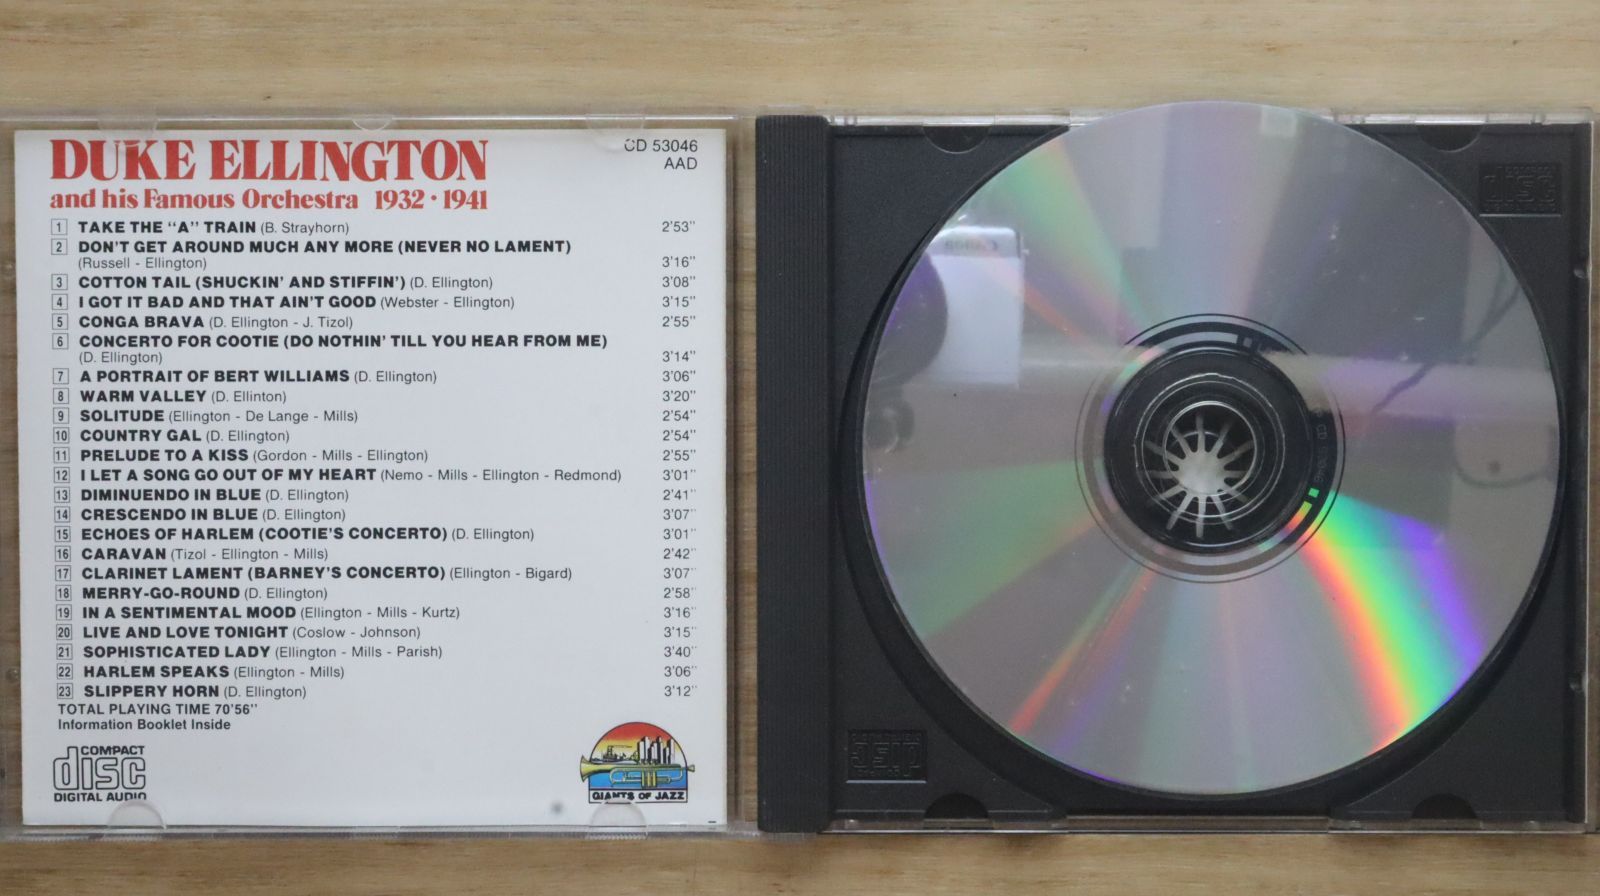 DUKE ELLINGTON
and his Famous Orchestra 1932 · 1941
CD 53046
AAD
1 TAKE THE "A" TRAIN (B. Strayhorn) 2'53"
2 DON'T GET AROUND MUCH ANY MORE (NEVER NO LAMENT)
(Russell - Ellington) 3'16"
3 COTTON TAIL (SHUCKIN' AND STIFFIN') (D. Ellington) 3'08"
4 I GOT IT BAD AND THAT AIN'T GOOD (Webster - Ellington) 3'15"
5 CONGA BRAVA (D. Ellington - J. Tizol) 2'55"
6 CONCERTO FOR COOTIE (DO NOTHIN' TILL YOU HEAR FROM ME)
(D. Ellington) 3'14"
7 A PORTRAIT OF BERT WILLIAMS (D. Ellington) 3'06"
8 WARM VALLEY (D. Ellinton) 3'20"
9 SOLITUDE (Ellington - De Lange - Mills) 2'54"
10 COUNTRY GAL (D. Ellington) 2'54"
11 PRELUDE TO A KISS (Gordon - Mills - Ellington) 2'55"
12 I LET A SONG GO OUT OF MY HEART (Nemo - Mills - Ellington - Redmond) 3'01"
13 DIMINUENDO IN BLUE (D. Ellington) 2'41"
14 CRESCENDO IN BLUE (D. Ellington) 3'07"
15 ECHOES OF HARLEM (COOTIE'S CONCERTO) (D. Ellington) 3'01"
16 CARAVAN (Tizol - Ellington - Mills) 2'42"
17 CLARINET LAMENT (BARNEY'S CONCERTO) (Ellington - Bigard) 3'07"
18 MERRY-GO-ROUND (D. Ellington) 2'58"
19 IN A SENTIMENTAL MOOD (Ellington - Mills - Kurtz) 3'16"
20 LIVE AND LOVE TONIGHT (Coslow - Johnson) 3'15"
21 SOPHISTICATED LADY (Ellington - Mills - Parish) 3'40"
22 HARLEM SPEAKS (Ellington - Mills) 3'06"
23 SLIPPERY HORN (D. Ellington) 3'12"
TOTAL PLAYING TIME 70'56"
Information Booklet Inside
COMPACT
disc
DIGITAL AUDIO
GIANTS OF JAZZ
Canon
CD 53046